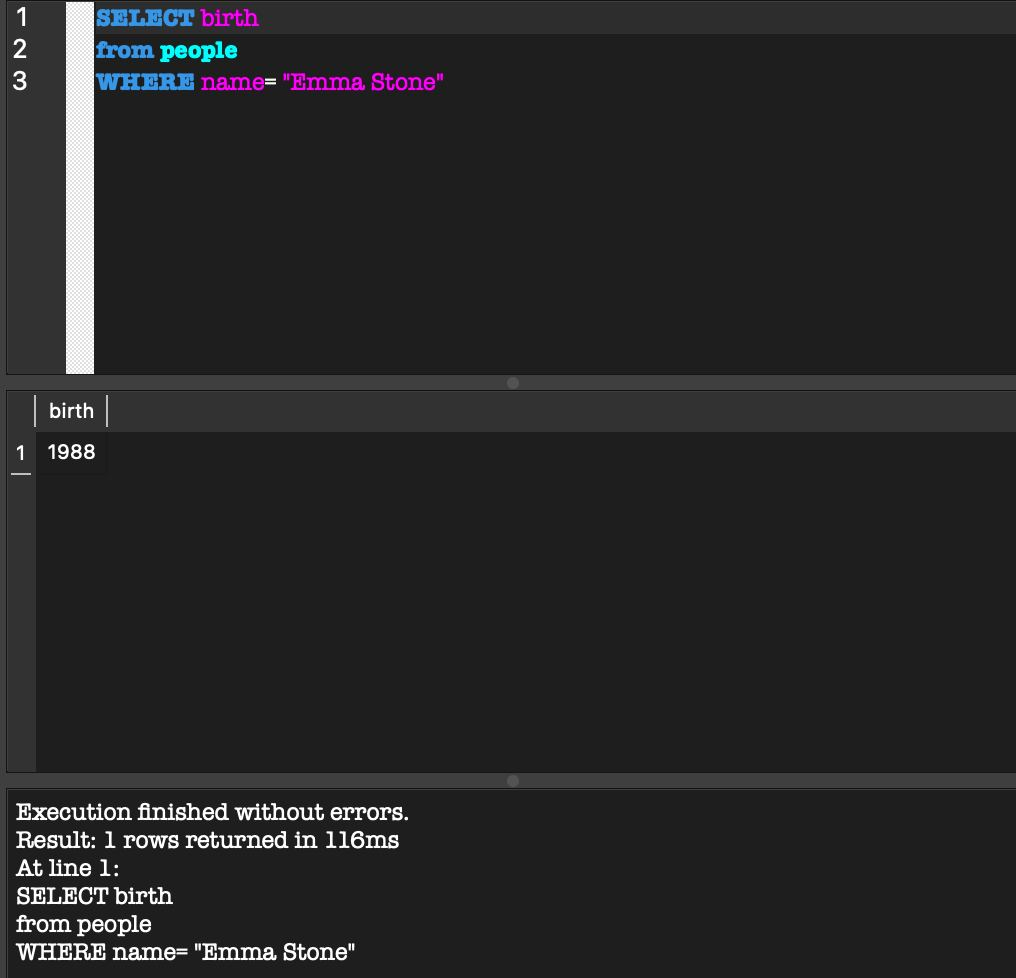 1 SELECT birth
2 from people
3 WHERE name= "Emma Stone"
birth
1 1988
Execution finished without errors.
Result: 1 rows returned in 116ms
At line 1:
SELECT birth
from people
WHERE name= "Emma Stone"